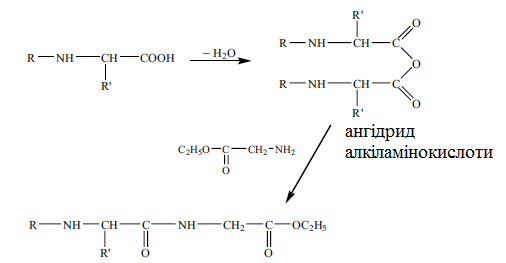 R' O
R—NH—CH—COOH – H₂O R—NH—CH—C
R' O
R—NH—CH—C
R' O
ангідрид
алкіламінокислоти
C₂H₅O—C—CH₂-NH₂
O
R—NH—CH—C—NH—CH₂—C—OC₂H₅
R' O O